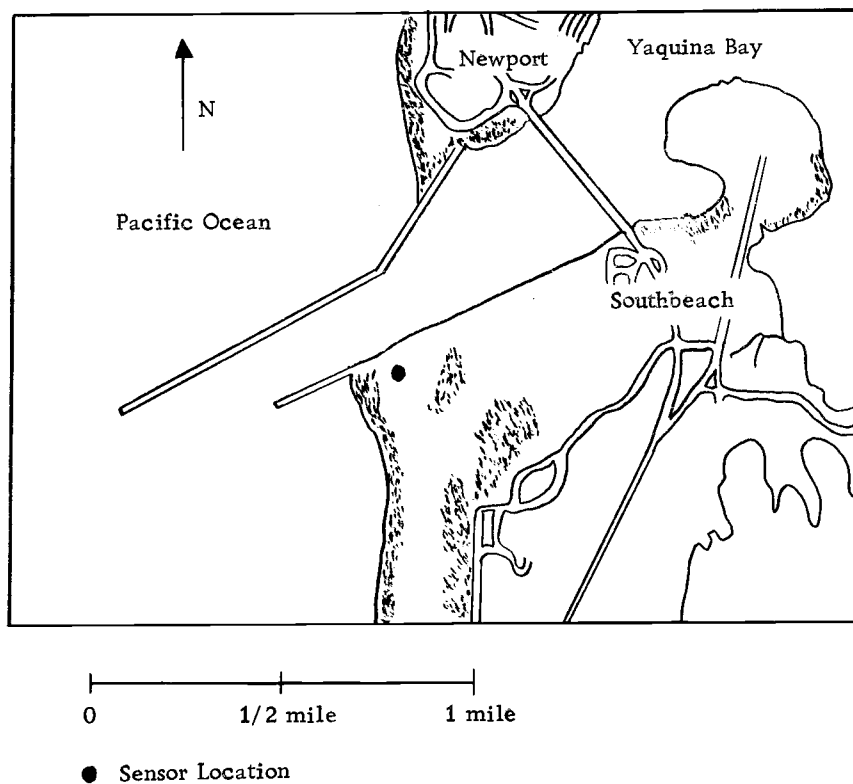 Newport
Yaquina Bay
N
Pacific Ocean
Southbeach
0 1/2 mile 1 mile
Sensor Location